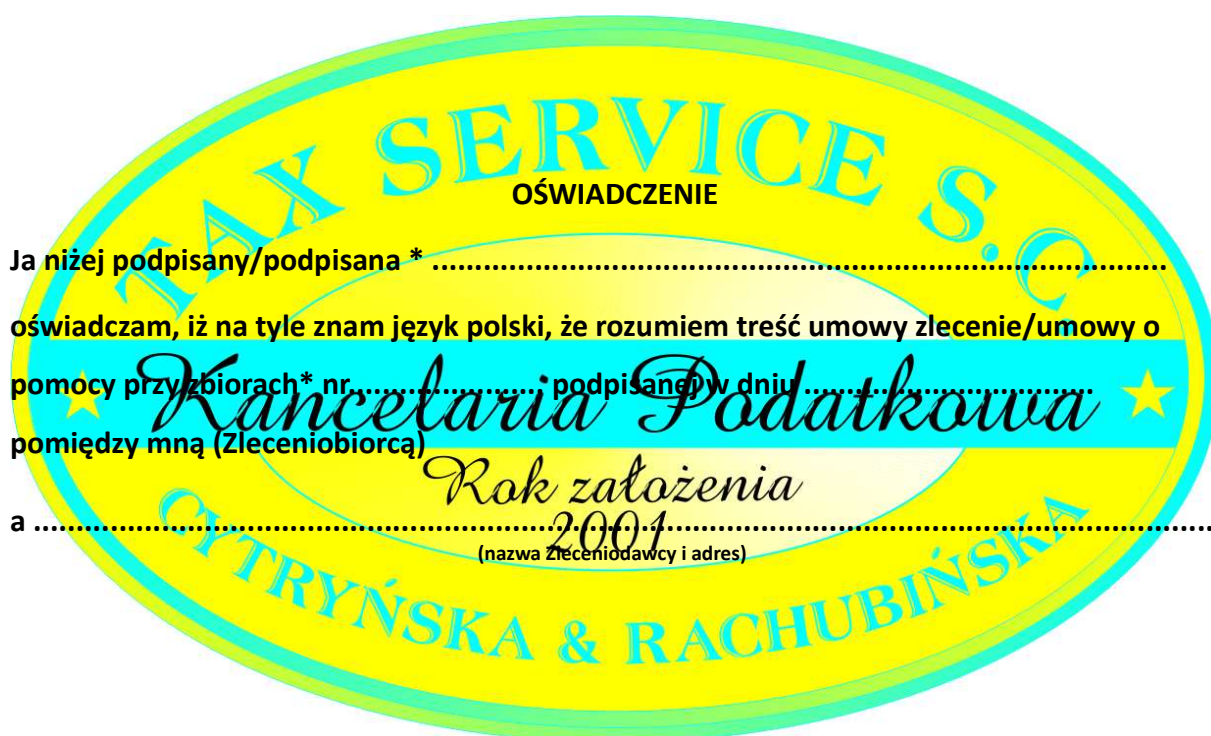 TAX SERVICE S.C.
OŚWIADCZENIE
Ja niżej podpisany/podpisana * ......................................................................................
oświadczam, iż na tyle znam język polski, że rozumiem treść umowy zlecenie/umowy o
pomocy przy zbiorach* nr....................... podpisanej w dniu ..................................
Kancelaria Podatkowa
pomiędzy mną (Zleceniobiorcą)
Rok założenia
2001
a ..........................................................................................................................................
(nazwa Zleceniodawcy i adres)
CYTRYŃSKA & RACHUBIŃSKA